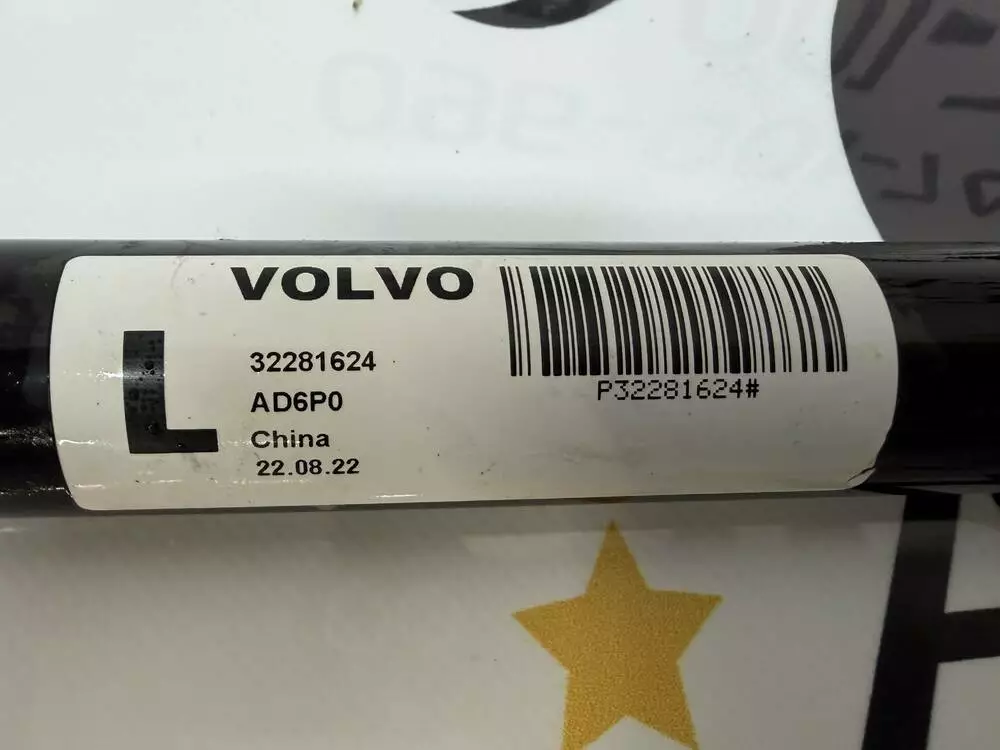 VOLVO
L
32281624
AD6P0
China
22.08.22
P32281624#